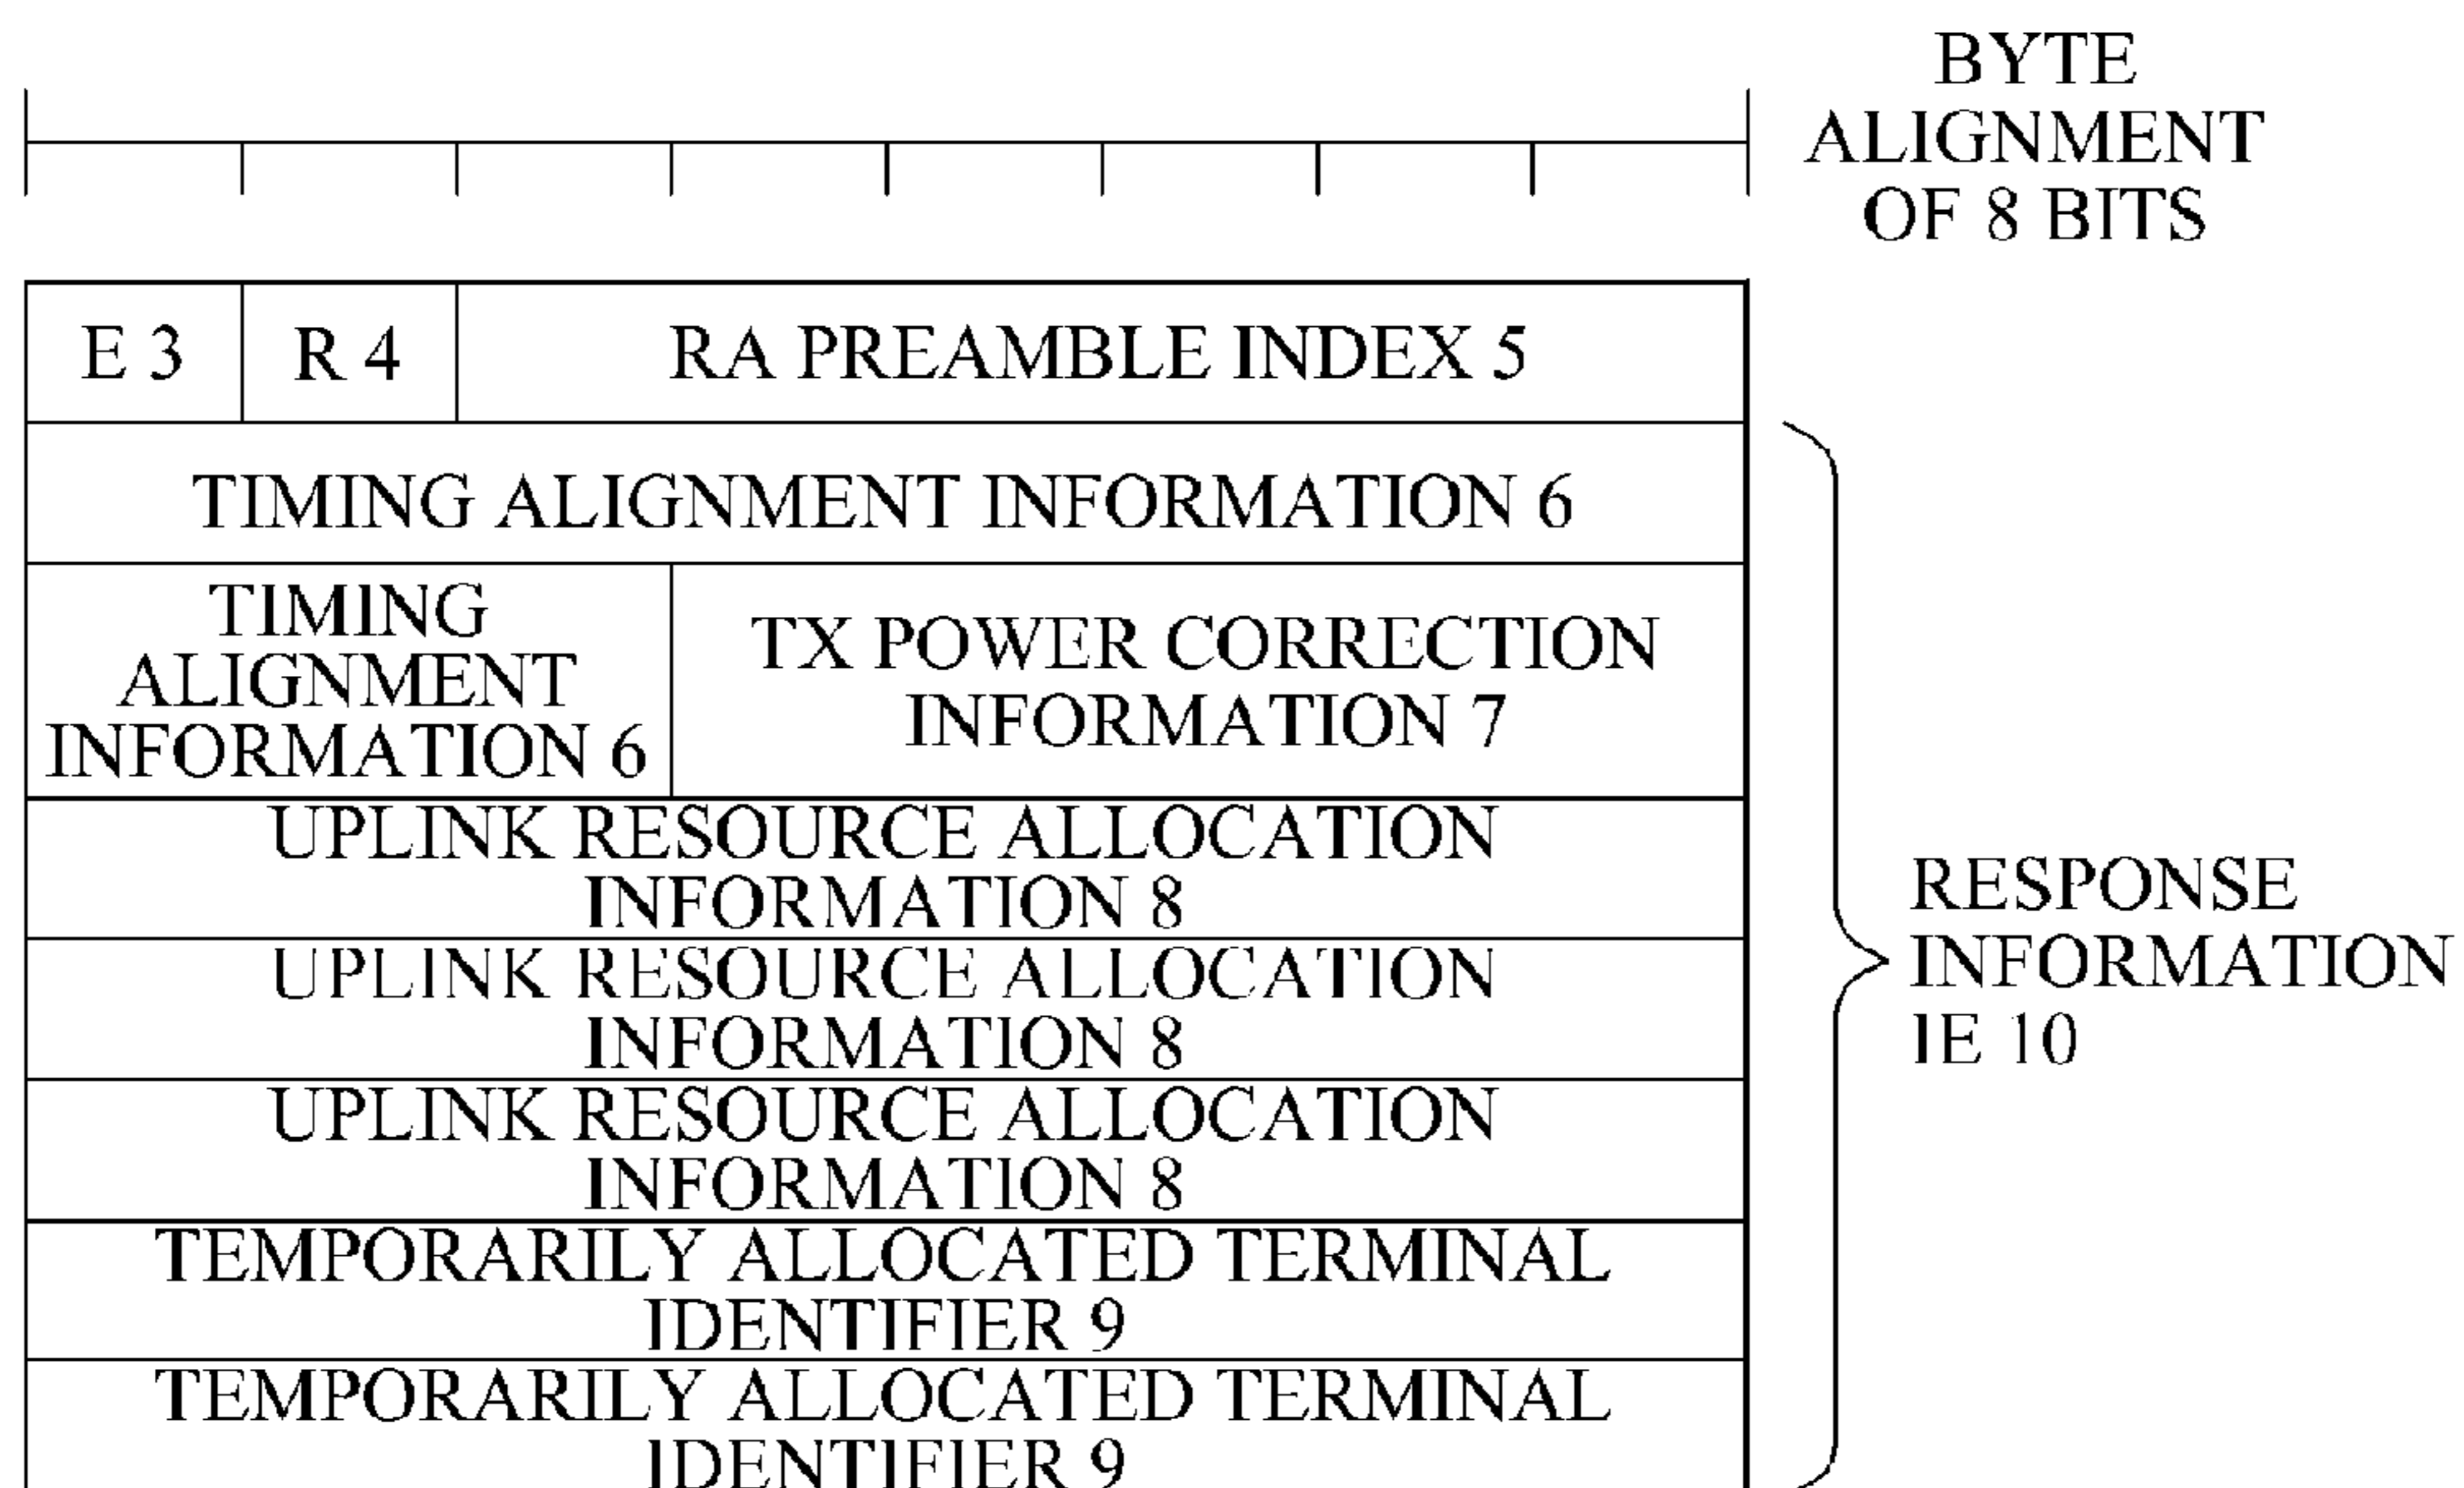 BYTE
ALIGNMENT
OF 8 BITS
E 3 R 4 RA PREAMBLE INDEX 5
TIMING ALIGNMENT INFORMATION 6
TIMING
ALIGNMENT
INFORMATION 6
TX POWER CORRECTION
INFORMATION 7
UPLINK RESOURCE ALLOCATION
INFORMATION 8
UPLINK RESOURCE ALLOCATION
INFORMATION 8
UPLINK RESOURCE ALLOCATION
INFORMATION 8
TEMPORARILY ALLOCATED TERMINAL
IDENTIFIER 9
TEMPORARILY ALLOCATED TERMINAL
IDENTIFIER 9
RESPONSE
INFORMATION
IE 10